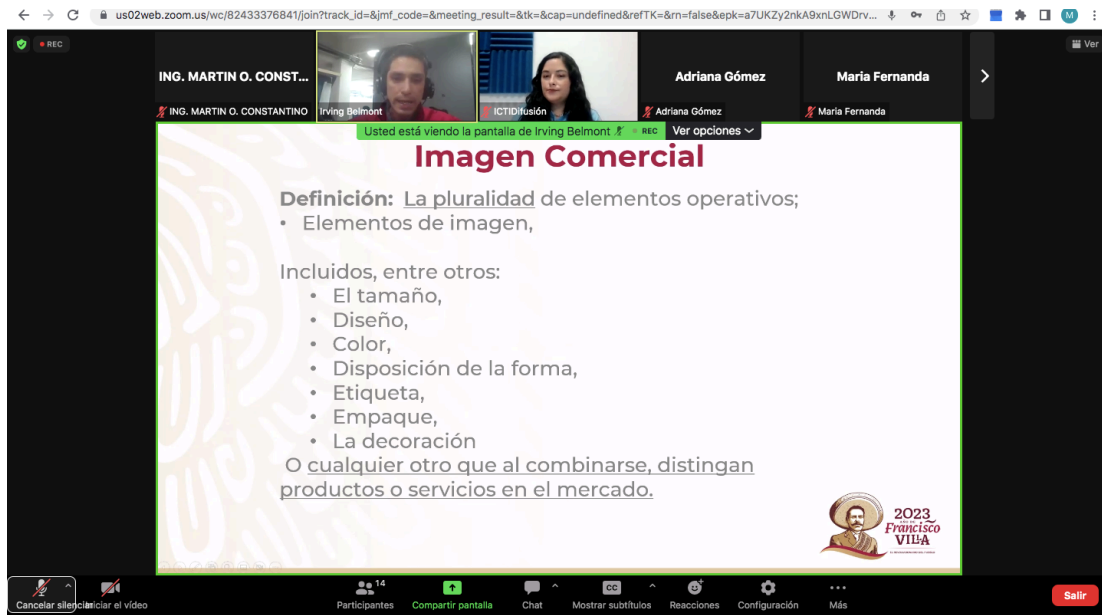 us02web.zoom.us/wc/82433376841/join?track_id=&jmf_code=&meeting_result=&tk=&cap=undefined&refTK=&rn=false&epk=a7UKZy2nkA9xnLGWDrv...
M
REC
Ver
ING. MARTIN O. CONST...
Adriana Gómez
Maria Fernanda
ING. MARTIN O. CONSTANTINO
Irving Belmont
ICTIDifusión
Adriana Gómez
Maria Fernanda
Usted está viendo la pantalla de Irving Belmont
REC
Ver opciones
Imagen Comercial
Definición: La pluralidad de elementos operativos;
• Elementos de imagen,
Incluidos, entre otros:
• El tamaño,
• Diseño,
• Color,
• Disposición de la forma,
• Etiqueta,
• Empaque,
• La decoración
O cualquier otro que al combinarse, distingan
productos o servicios en el mercado.
2023
AÑO DE
Francisco
VILLA
Cancelar silenciar
Iniciar el vídeo
14
Participantes
Compartir pantalla
Chat
CC
Mostrar subtítulos
Reacciones
Configuración
Más
Salir